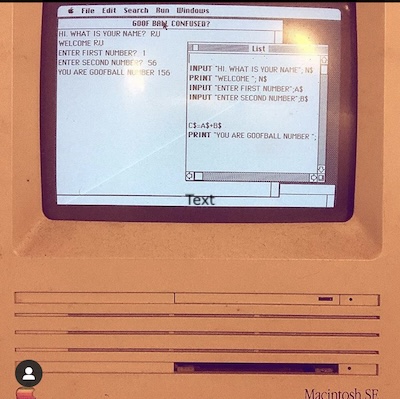 File Edit Search Run Windows
GOOF BALL CONFUSED?
HI. WHAT IS YOUR NAME? RJ
WELCOME RJ
ENTER FIRST NUMBER? 1
ENTER SECOND NUMBER? 56
YOU ARE GOOFBALL NUMBER 156
List
INPUT "HI. WHAT IS YOUR NAME"; N$
PRINT "WELCOME "; N$
INPUT "ENTER FIRST NUMBER";A$
INPUT "ENTER SECOND NUMBER";B$
C$=A$+B$
PRINT "YOU ARE GOOFBALL NUMBER ";
Text
Macintosh SE